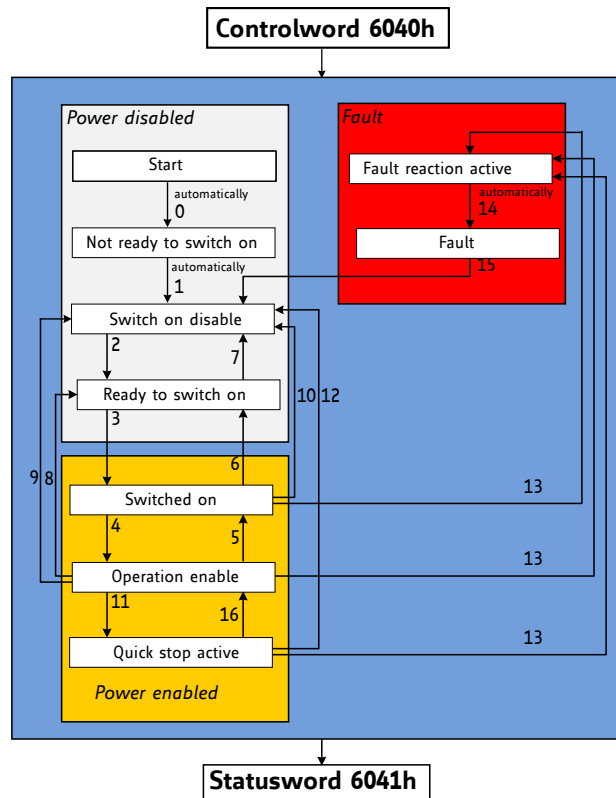 Controlword 6040h
Power disabled
Fault
Start
Fault reaction active
automatically
0
automatically
14
Not ready to switch on
Fault
automatically
1
15
Switch on disable
2
7
10
12
Ready to switch on
3
9
8
6
13
Switched on
4
5
13
Operation enable
11
16
13
Quick stop active
Power enabled
Statusword 6041h